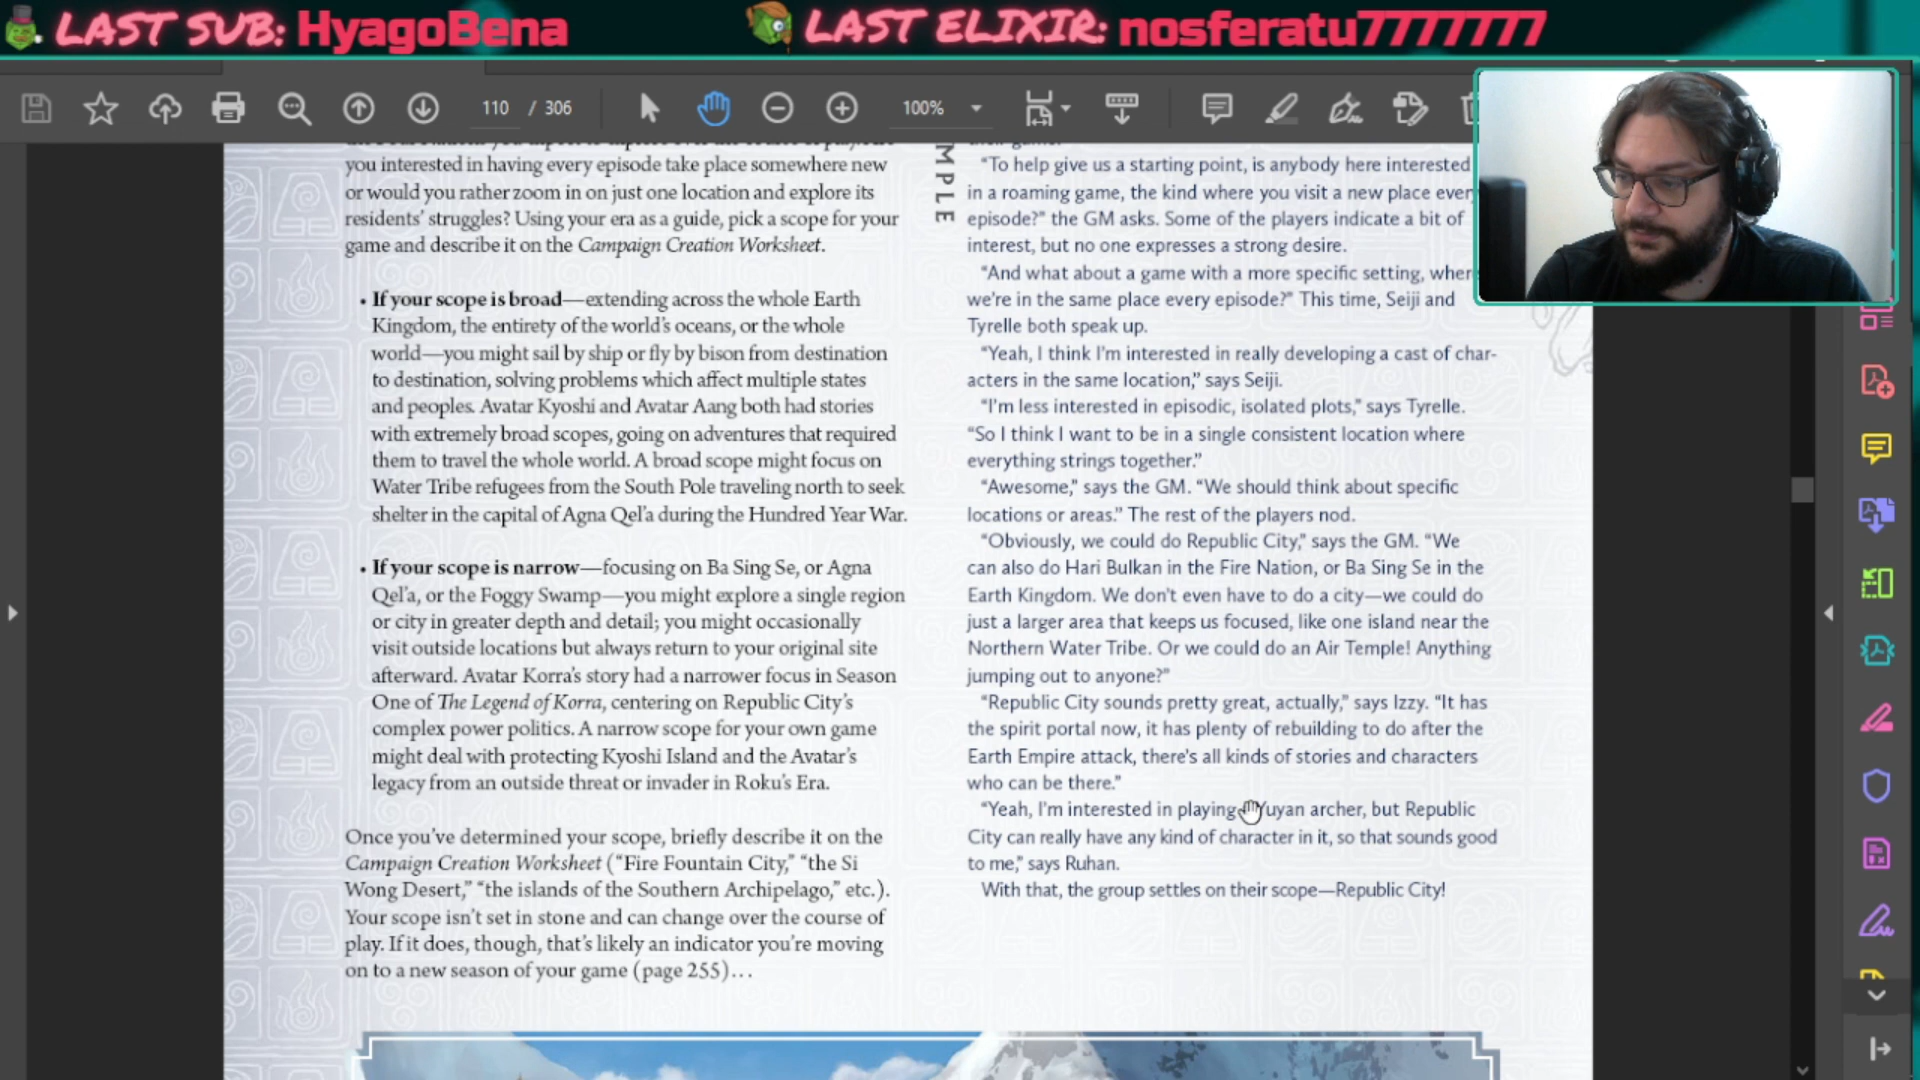 LAST SUB: HyagoBena
LAST ELIXIR: nosferatu7777777
110 / 306
100%
you interested in having every episode take place somewhere new
or would you rather zoom in on just one location and explore its
residents' struggles? Using your era as a guide, pick a scope for your
game and describe it on the Campaign Creation Worksheet.
• If your scope is broad—extending across the whole Earth
Kingdom, the entirety of the world's oceans, or the whole
world—you might sail by ship or fly by bison from destination
to destination, solving problems which affect multiple states
and peoples. Avatar Kyoshi and Avatar Aang both had stories
with extremely broad scopes, going on adventures that required
them to travel the whole world. A broad scope might focus on
Water Tribe refugees from the South Pole traveling north to seek
shelter in the capital of Agna Qel'a during the Hundred Year War.
• If your scope is narrow—focusing on Ba Sing Se, or Agna
Qel'a, or the Foggy Swamp—you might explore a single region
or city in greater depth and detail; you might occasionally
visit outside locations but always return to your original site
afterward. Avatar Korra's story had a narrower focus in Season
One of The Legend of Korra, centering on Republic City's
complex power politics. A narrow scope for your own game
might deal with protecting Kyoshi Island and the Avatar's
legacy from an outside threat or invader in Roku's Era.
Once you've determined your scope, briefly describe it on the
Campaign Creation Worksheet ("Fire Fountain City," "the Si
Wong Desert," "the islands of the Southern Archipelago," etc.).
Your scope isn't set in stone and can change over the course of
play. If it does, though, that's likely an indicator you're moving
on to a new season of your game (page 255)…
MPLE
"To help give us a starting point, is anybody here interested
in a roaming game, the kind where you visit a new place ever
episode?" the GM asks. Some of the players indicate a bit of
interest, but no one expresses a strong desire.
"And what about a game with a more specific setting, wher
we're in the same place every episode?" This time, Seiji and
Tyrelle both speak up.
"Yeah, I think I'm interested in really developing a cast of char-
acters in the same location," says Seiji.
"I'm less interested in episodic, isolated plots," says Tyrelle.
"So I think I want to be in a single consistent location where
everything strings together."
"Awesome," says the GM. "We should think about specific
locations or areas." The rest of the players nod.
"Obviously, we could do Republic City," says the GM. "We
can also do Hari Bulkan in the Fire Nation, or Ba Sing Se in the
Earth Kingdom. We don't even have to do a city—we could do
just a larger area that keeps us focused, like one island near the
Northern Water Tribe. Or we could do an Air Temple! Anything
jumping out to anyone?"
"Republic City sounds pretty great, actually," says Izzy. "It has
the spirit portal now, it has plenty of rebuilding to do after the
Earth Empire attack, there's all kinds of stories and characters
who can be there."
"Yeah, I'm interested in playing Yuyan archer, but Republic
City can really have any kind of character in it, so that sounds good
to me," says Ruhan.
With that, the group settles on their scope—Republic City!